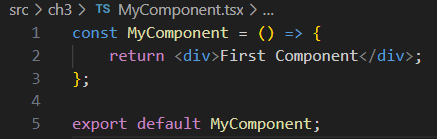 src > ch3 > TS MyComponent.tsx > ...
1 const MyComponent = () => {
2     return <div>First Component</div>;
3 };
4
5 export default MyComponent;